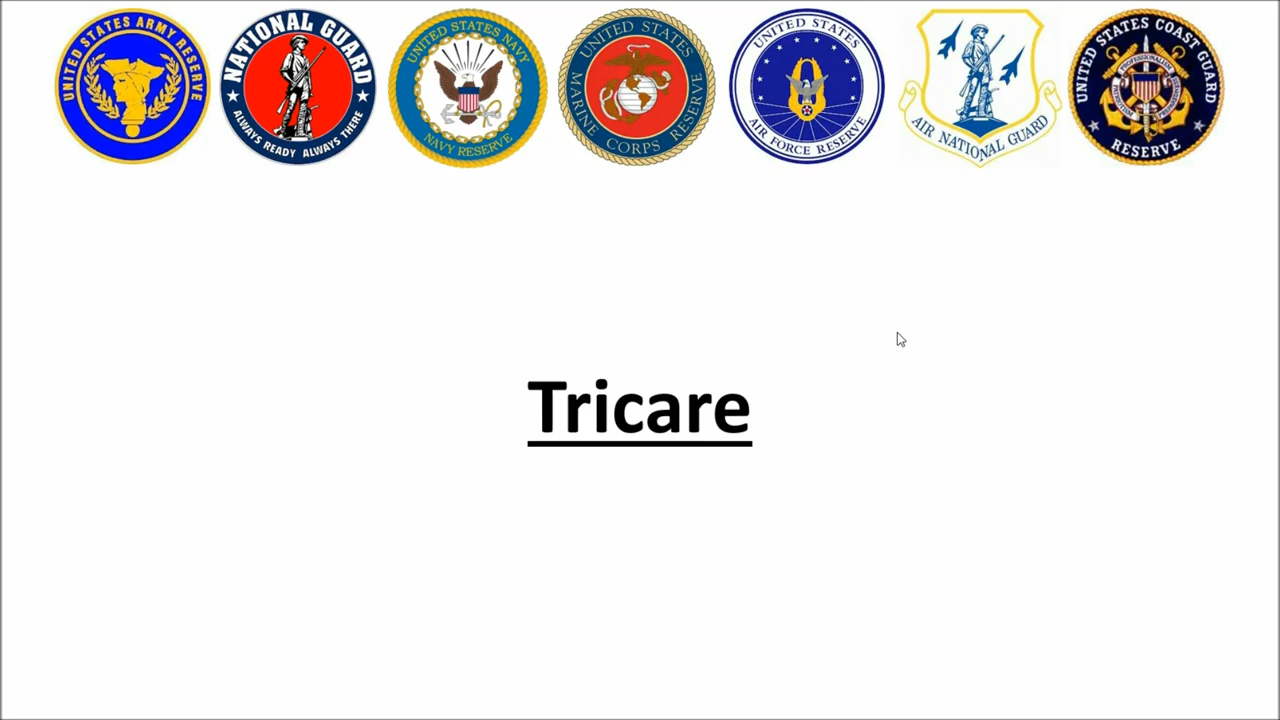 UNITED STATES ARMY RESERVE
NATIONAL GUARD
ALWAYS READY ALWAYS THERE
UNITED STATES NAVY
NAVY RESERVE
UNITED STATES
MARINE CORPS RESERVE
UNITED STATES
AIR FORCE RESERVE
AIR NATIONAL GUARD
UNITED STATES COAST GUARD
RESERVE
Tricare